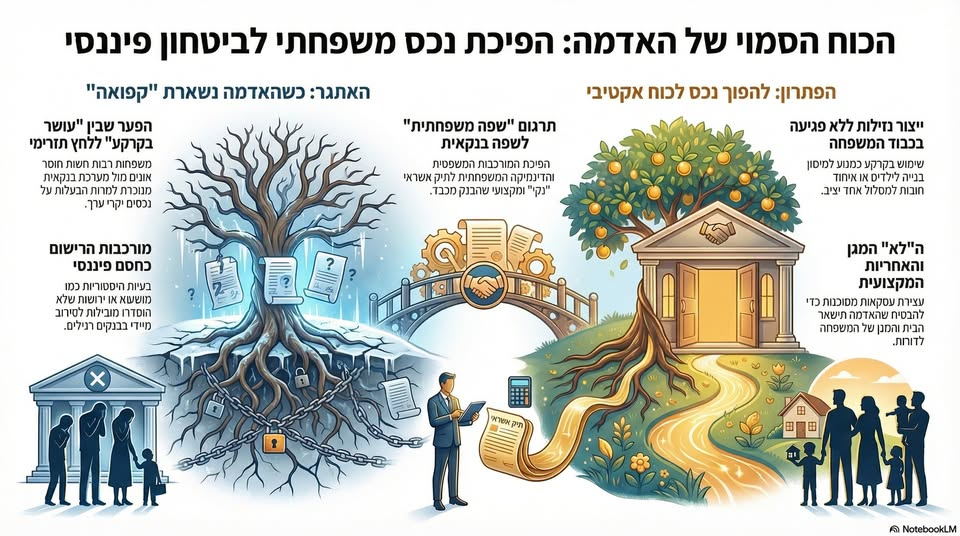 הכוח הסמוי של האדמה: הפיכת נכס משפחתי לביטחון פיננסי
הפתרון: להפוך נכס לכוח אקטיבי
האתגר: כשהאדמה נשארת "קפואה"
ייצור נזילות ללא פגיעה
בכבוד המשפחה
שימוש בקרקע כמנוע למימון
בנייה לילדים או איחוד
חובות למסלול אחד יציב.
ה"לא" המגן
והאחריות
המקצועית
עצירת עסקאות מסוכנות כדי
להבטיח שהאדמה תישאר
הבית והמגן של המשפחה
לדורות.
תרגום "שפה משפחתית"
לשפה בנקאית
הפיכת המורכבות המשפטית
והדינמיקה המשפחתית לתיק אשראי
"נקי" ומקצועי שהבנק מכבד.
הפער שבין "עושר
בקרקע" ללחץ תזרימי
משפחות רבות חשות חוסר
אונים מול מערכת בנקאית
מנוכרת למרות הבעלות על
נכסים יקרי ערך.
מורכבות הרישום
כחסם פיננסי
בעיות היסטוריות כמו
מושעא או ירושות שלא
הוסדרו מובילות לסירוב
מיידי בבנקים רגילים.
? ? ? ?
?
תיק אשראי
NotebookLM